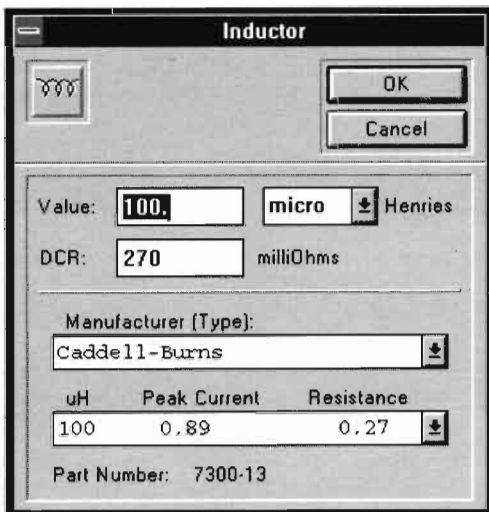 Inductor
OK
Cancel
Value: 100. micro Henries
DCR: 270 milliOhms
Manufacturer (Type):
Caddell-Burns
uH Peak Current Resistance
100 0.89 0.27
Part Number: 7300-13